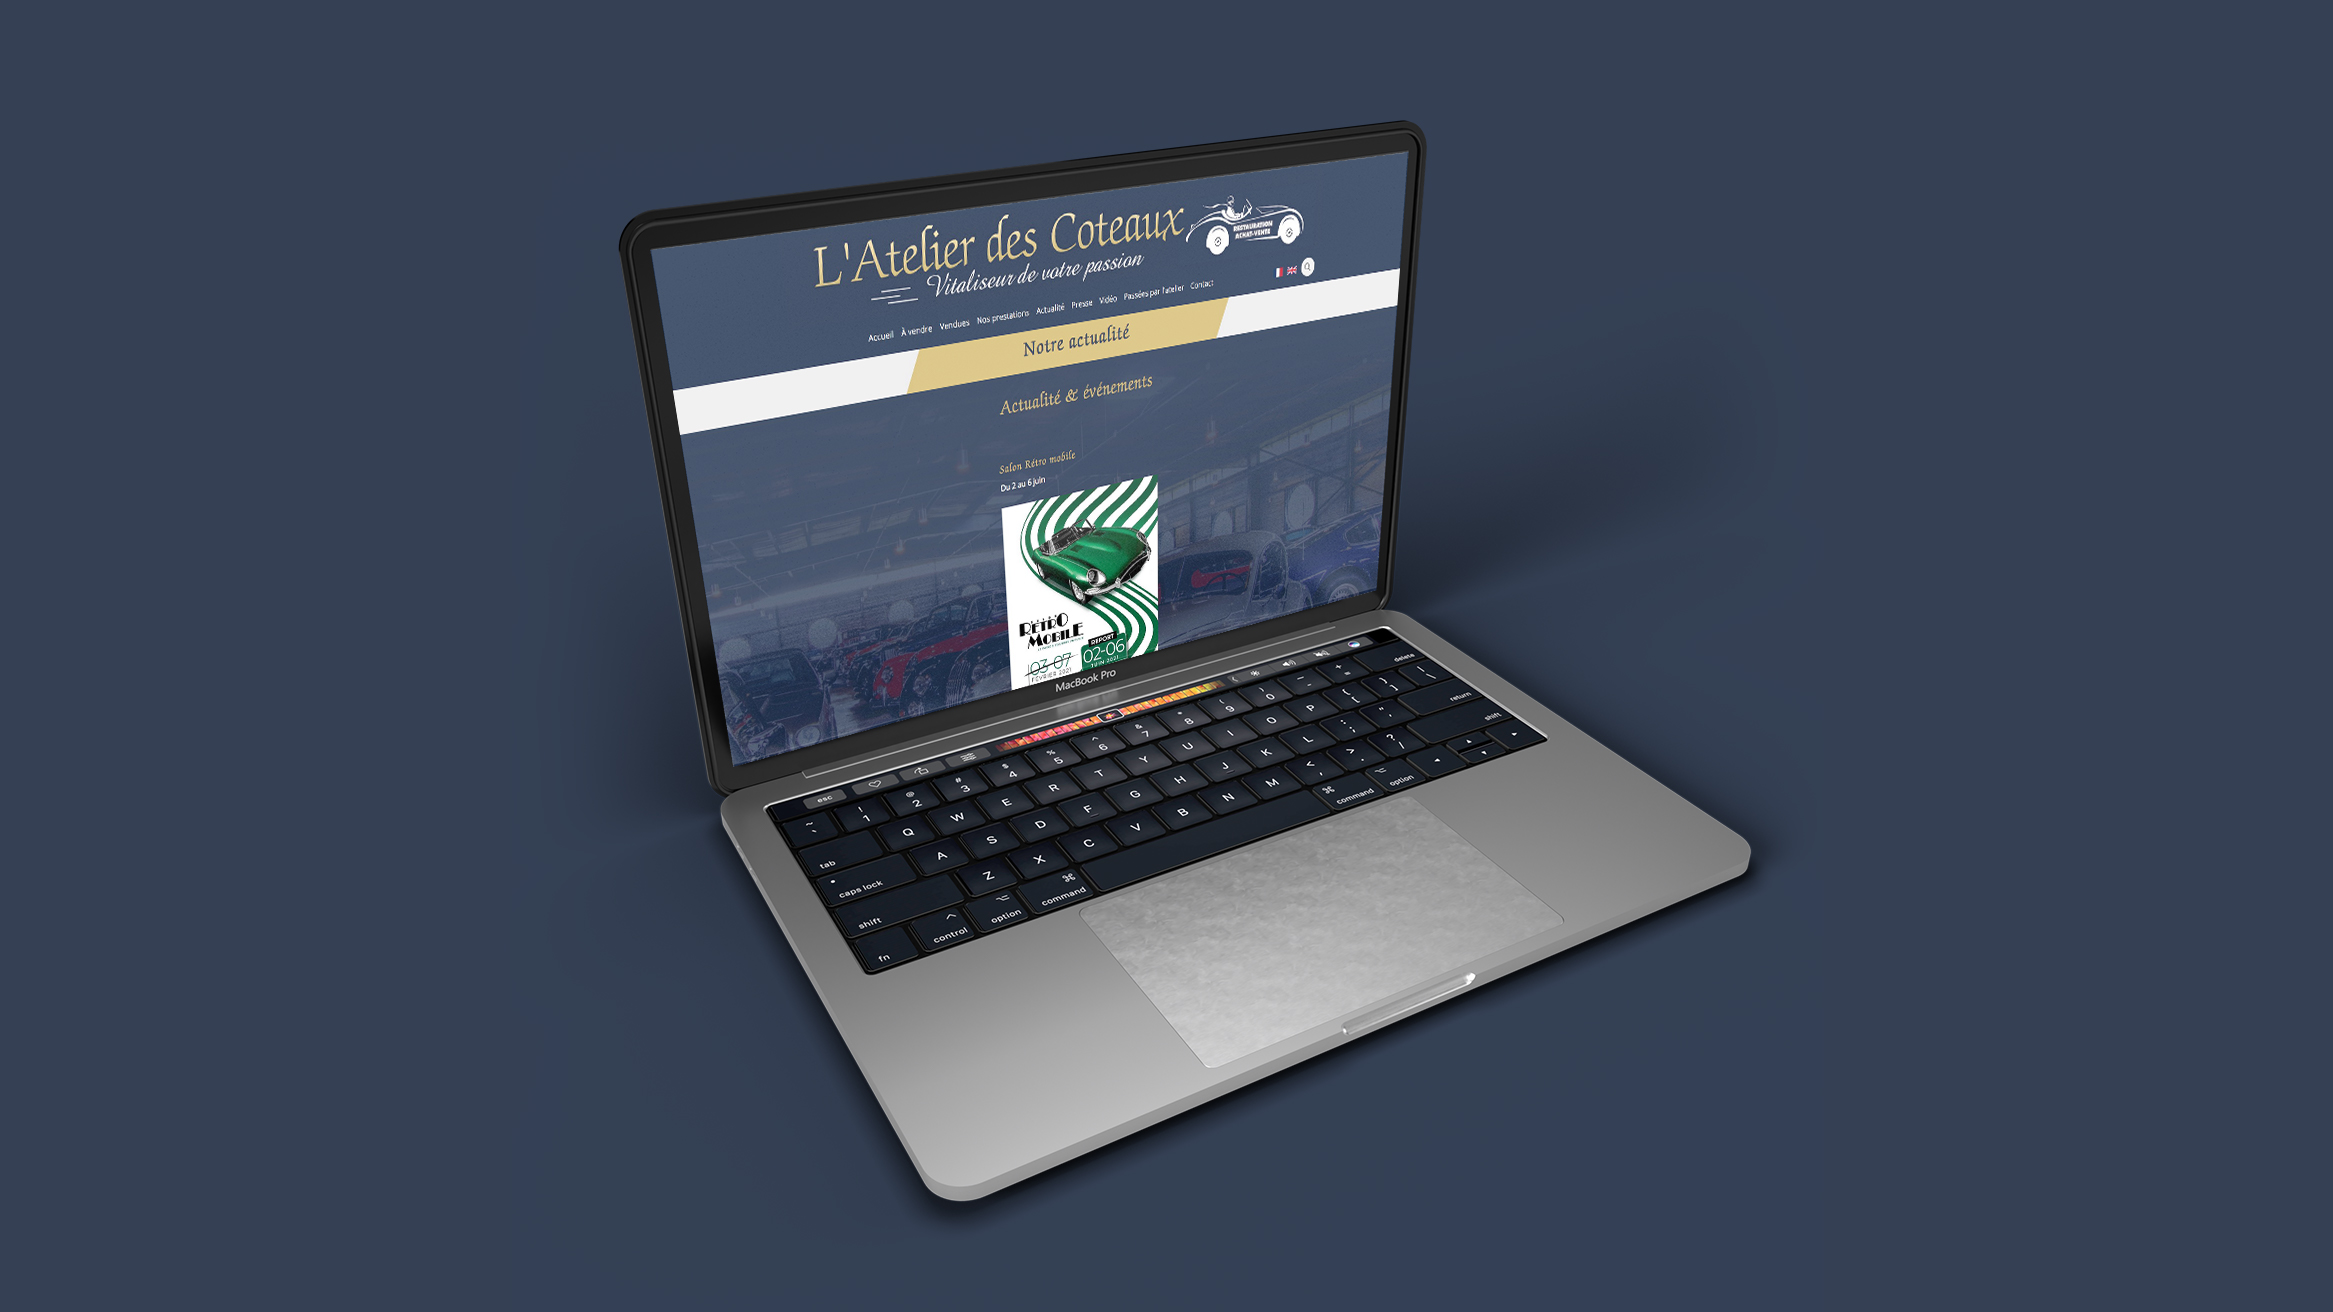 L'Atelier des Coteaux
RESTAURATION
ACHAT-VENTE
Vitaliseur de votre passion
Accueil À vendre Vendues Nos prestations Actualité Presse Vidéo Passées par l'atelier Contact
Notre actualité
Actualité & événements
Salon Rétro mobile
Du 2 au 6 juin
RÉTRO
MOBILE
REPORT
03-07
FÉVRIER 2021
02-06
JUIN 2021
MacBook Pro
esc
~ ` ! 1 @ 2 # 3 $ 4 % 5 ^ 6 & 7 * 8 ( 9 ) 0 _ - + = delete
tab Q W E R T Y U I O P { [ } ] | \
caps lock A S D F G H J K L : ; " ' return
shift Z X C V B N M < , > . ? / shift
fn control option command command option